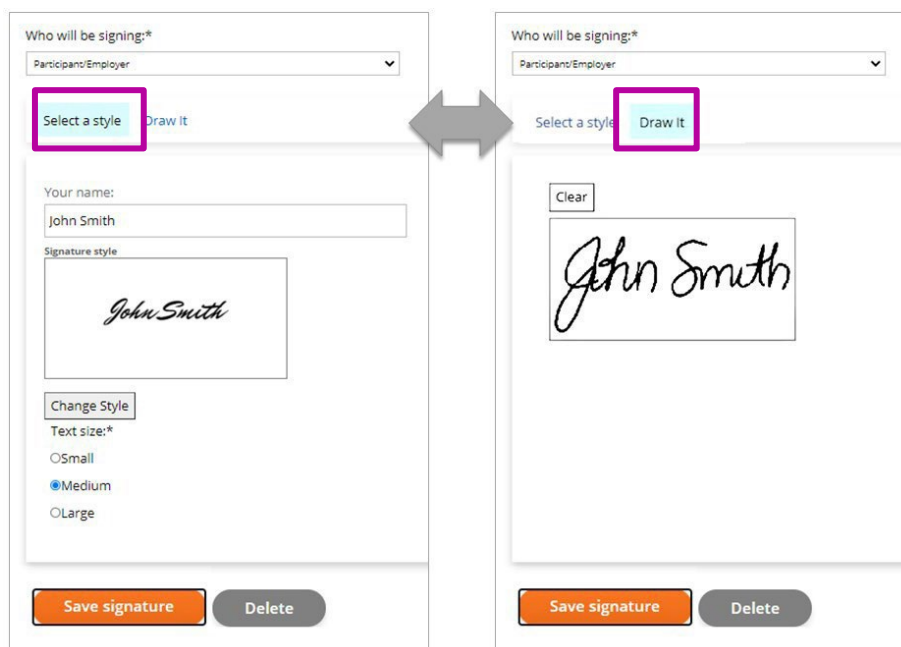 Who will be signing:*
Participant/Employer
Select a style Draw It
Your name:
John Smith
Signature style
John Smith
Change Style
Text size:*
Small
Medium
Large
Save signature Delete
Who will be signing:*
Participant/Employer
Select a style Draw It
Clear
John Smith
Save signature Delete